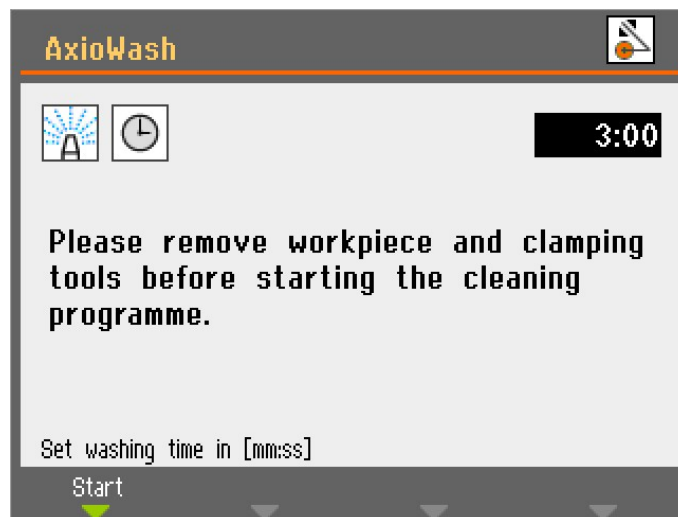 AxioWash
3:00
Please remove workpiece and clamping
tools before starting the cleaning
programme.
Set washing time in [mm:ss]
Start